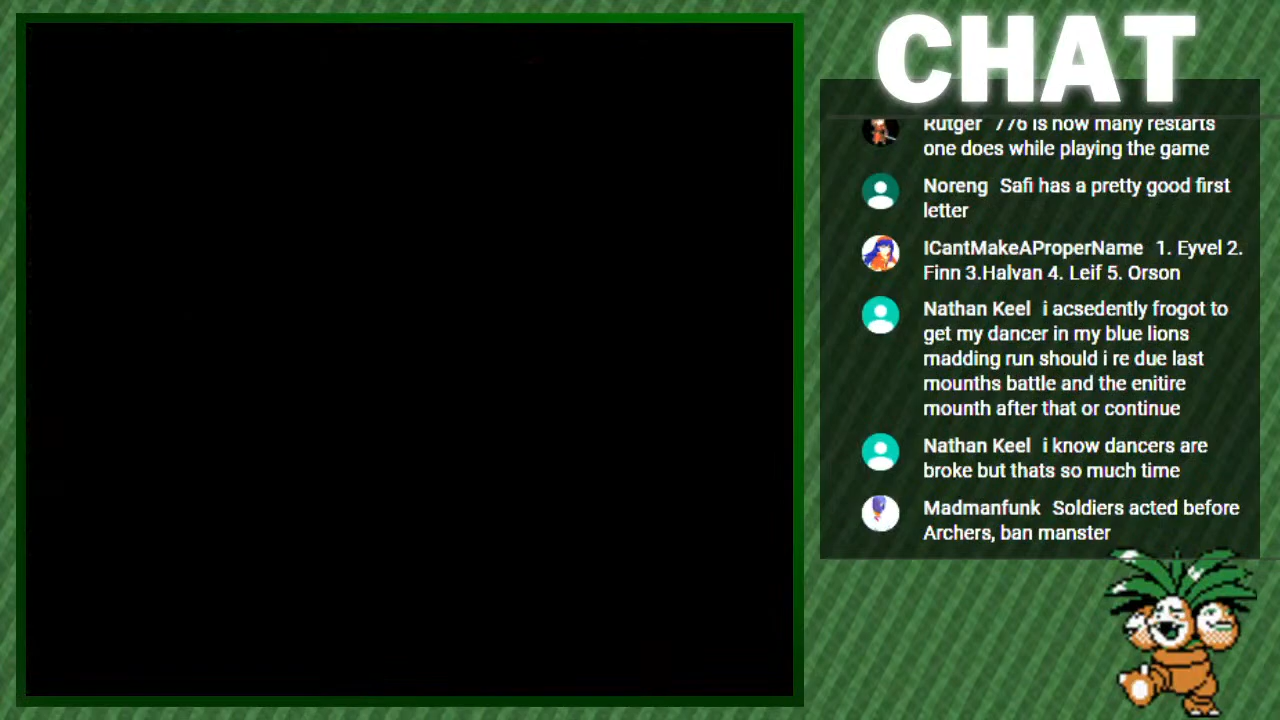 CHAT
Rutger 776 is how many restarts
one does while playing the game
Noreng Safi has a pretty good first
letter
ICantMakeAProperName 1. Eyvel 2.
Finn 3.Halvan 4. Leif 5. Orson
Nathan Keel i acsedently frogot to
get my dancer in my blue lions
madding run should i re due last
mounths battle and the enitire
mounth after that or continue
Nathan Keel i know dancers are
broke but thats so much time
Madmanfunk Soldiers acted before
Archers, ban manster